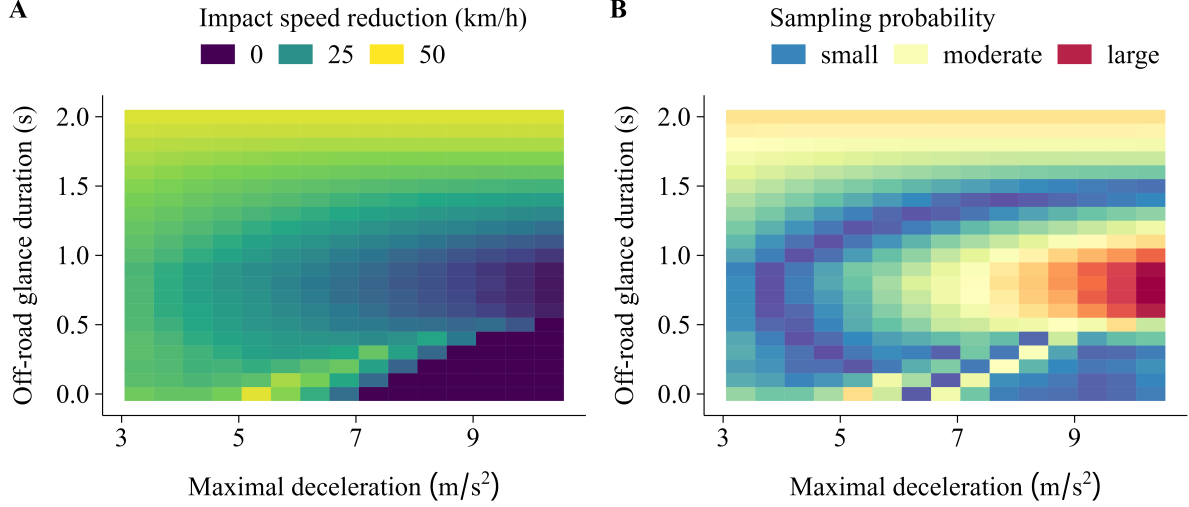 A
Impact speed reduction (km/h)
0 25 50
Off-road glance duration (s)
2.0
1.5
1.0
0.5
0.0
3 5 7 9
Maximal deceleration (m/s²)
B
Sampling probability
small moderate large
Off-road glance duration (s)
2.0
1.5
1.0
0.5
0.0
3 5 7 9
Maximal deceleration (m/s²)